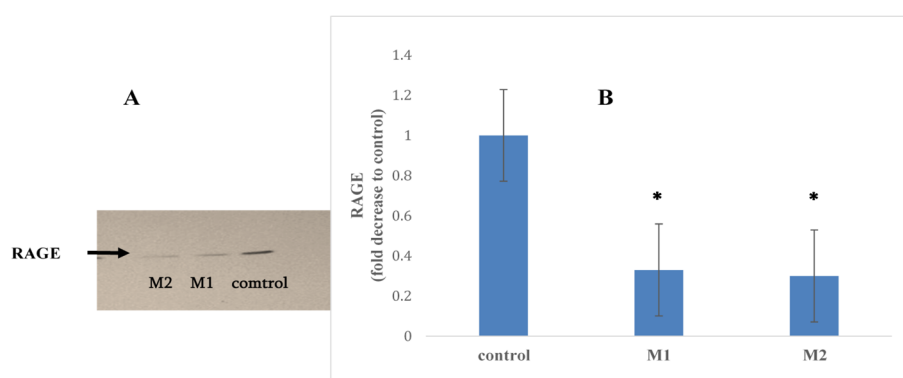 A
RAGE
M2 M1 comtrol
B
RAGE
(fold decrease to control)
1.4
1.2
1
0.8
0.6
0.4
0.2
0
*
*
control M1 M2